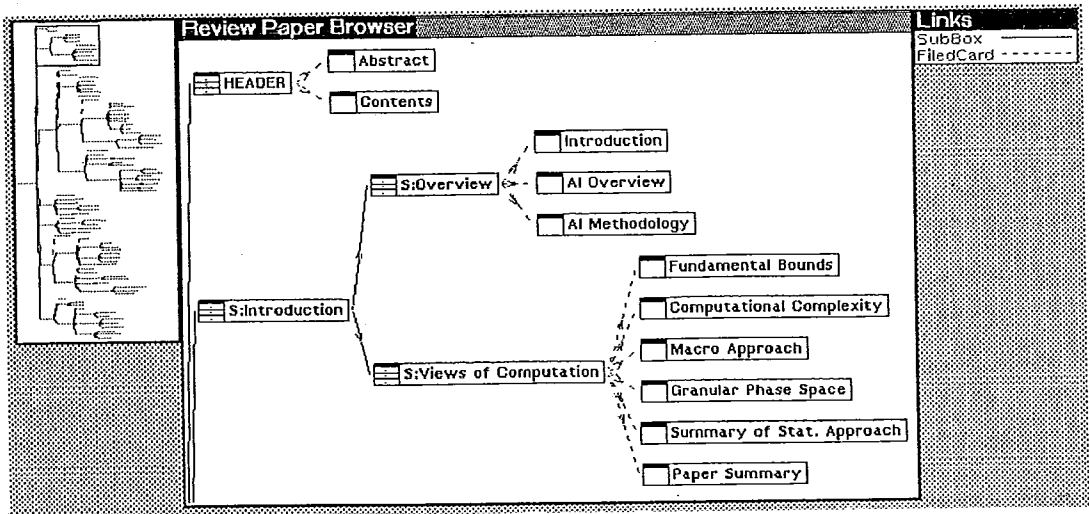 Review Paper Browser
Links
SubBox
FiledCard
HEADER
Abstract
Contents
S:Introduction
S:Overview
Introduction
AI Overview
AI Methodology
S:Views of Computation
Fundamental Bounds
Computational Complexity
Macro Approach
Granular Phase Space
Summary of Stat. Approach
Paper Summary